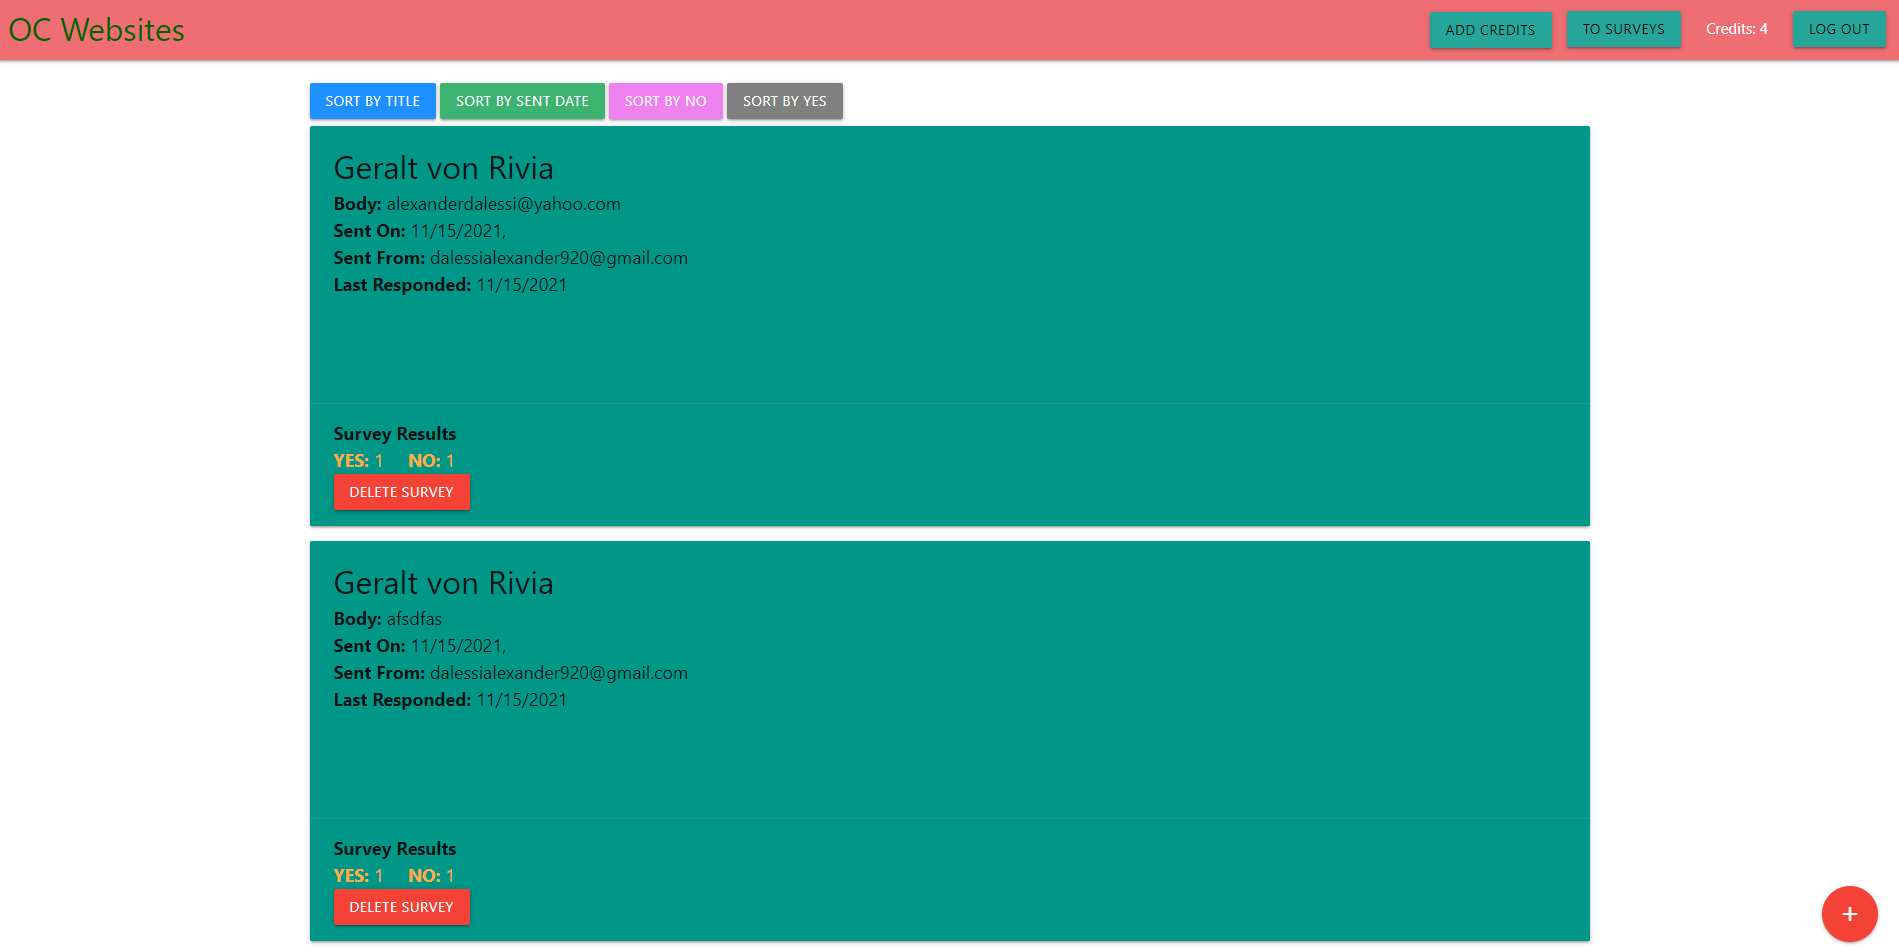 OC Websites
ADD CREDITS TO SURVEYS Credits: 4 LOG OUT
SORT BY TITLE SORT BY SENT DATE SORT BY NO SORT BY YES
Geralt von Rivia
Body: alexanderdalessi@yahoo.com
Sent On: 11/15/2021,
Sent From: dalessialexander920@gmail.com
Last Responded: 11/15/2021
Survey Results
YES: 1 NO: 1
DELETE SURVEY
Geralt von Rivia
Body: afsdfas
Sent On: 11/15/2021,
Sent From: dalessialexander920@gmail.com
Last Responded: 11/15/2021
Survey Results
YES: 1 NO: 1
DELETE SURVEY
+